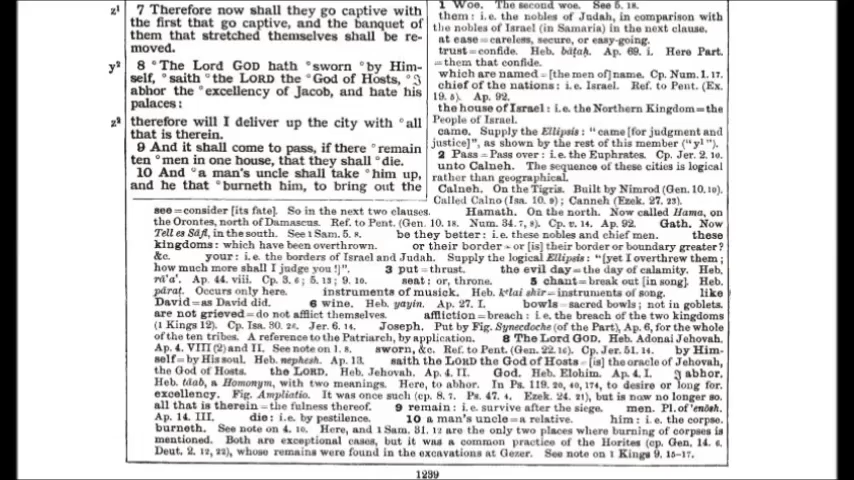 z¹
7 Therefore now shall they go captive with
the first that go captive, and the banquet of
them that stretched themselves shall be re-
moved.
y²
8 °The Lord GOD hath °sworn °by Him-
self, °saith the LORD the °God of Hosts, °3
abhor the °excellency of Jacob, and hate his
palaces:
z²
therefore will I deliver up the city with °all
that is therein.
9 And it shall come to pass, if there °remain
ten °men in one house, that they shall °die.
10 And °a man's uncle shall take °him up,
and he that °burneth him, to bring out the
1 Woe. The second woe. See 5. 18.
them: i.e. the nobles of Judah, in comparison with
the nobles of Israel (in Samaria) in the next clause.
at ease=careless, secure, or easy-going.
trust=confide. Heb. bāṭaḥ. Ap. 69. i. Here Part.
=them that confide.
which are named=[the men of] name. Cp. Num. 1. 17.
chief of the nations: i.e. Israel. Ref. to Pent. (Ex.
19. 5). Ap. 92.
the house of Israel: i.e. the Northern Kingdom=the
People of Israel.
came. Supply the Ellipsis: "came [for judgment and
justice]", as shown by the rest of this member ("y¹").
2 Pass=Pass over: i.e. the Euphrates. Cp. Jer. 2. 10.
unto Calneh. The sequence of these cities is logical
rather than geographical.
Calneh. On the Tigris. Built by Nimrod (Gen. 10. 10).
Called Calno (Isa. 10. 9); Canneh (Ezek. 27. 23).
see=consider [its fate]. So in the next two clauses. Hamath. On the north. Now called Hama, on
the Orontes, north of Damascus. Ref. to Pent. (Gen. 10. 18. Num. 34. 7, 8). Cp. v. 14. Ap. 92. Gath. Now
Tell es Sāfi, in the south. See 1 Sam. 5. 8. be they better: i.e. these nobles and chief men. these
kingdoms: which have been overthrown. or their border=or [is] their border or boundary greater?
&c. your: i.e. the borders of Israel and Judah. Supply the logical Ellipsis: "[yet I overthrew them;
how much more shall I judge you!]". 3 put=thrust. the evil day=the day of calamity. Heb.
rā'a'. Ap. 44. viii. Cp. 3. 6; 5. 13; 9. 10. seat: or, throne. 5 chant=break out [in song]. Heb.
pāraṭ. Occurs only here. instruments of musick. Heb. kᵉlai shir=instruments of song. like
David=as David did. 6 wine. Heb. yayin. Ap. 27. I. bowls=sacred bowls; not in goblets.
are not grieved=do not afflict themselves. affliction=breach: i.e. the breach of the two kingdoms
(1 Kings 12). Cp. Isa. 30. 26. Jer. 6. 14. Joseph. Put by Fig. Synecdoche (of the Part), Ap. 6, for the whole
of the ten tribes. A reference to the Patriarch, by application. 8 The Lord GOD. Heb. Adonai Jehovah.
Ap. 4. VIII (2) and II. See note on 1. 8. sworn, &c. Ref. to Pent. (Gen. 22. 16). Cp. Jer. 51. 14. by Him-
self=by His soul. Heb. nephesh. Ap. 13. saith the LORD the God of Hosts=[is] the oracle of Jehovah,
the God of Hosts. the LORD. Heb. Jehovah. Ap. 4. II. God. Heb. Elohim. Ap. 4. I. 3 abhor.
Heb. tāab, a Homonym, with two meanings. Here, to abhor. In Ps. 119. 20, 40, 174, to desire or long for.
excellency. Fig. Ampliatio. It was once such (cp. 8. 7. Ps. 47. 4. Ezek. 24. 21), but is now no longer so.
all that is therein=the fulness thereof. 9 remain: i.e. survive after the siege. men. Pl. of 'enōsh.
Ap. 14. III. die: i.e. by pestilence. 10 a man's uncle=a relative. him: i.e. the corpse.
burneth. See note on 4. 10. Here, and 1 Sam. 31. 12 are the only two places where burning of corpses is
mentioned. Both are exceptional cases, but it was a common practice of the Horites (cp. Gen. 14. 6.
Deut. 2. 12, 22), whose remains were found in the excavations at Gezer. See note on 1 Kings 9. 15-17.
1239